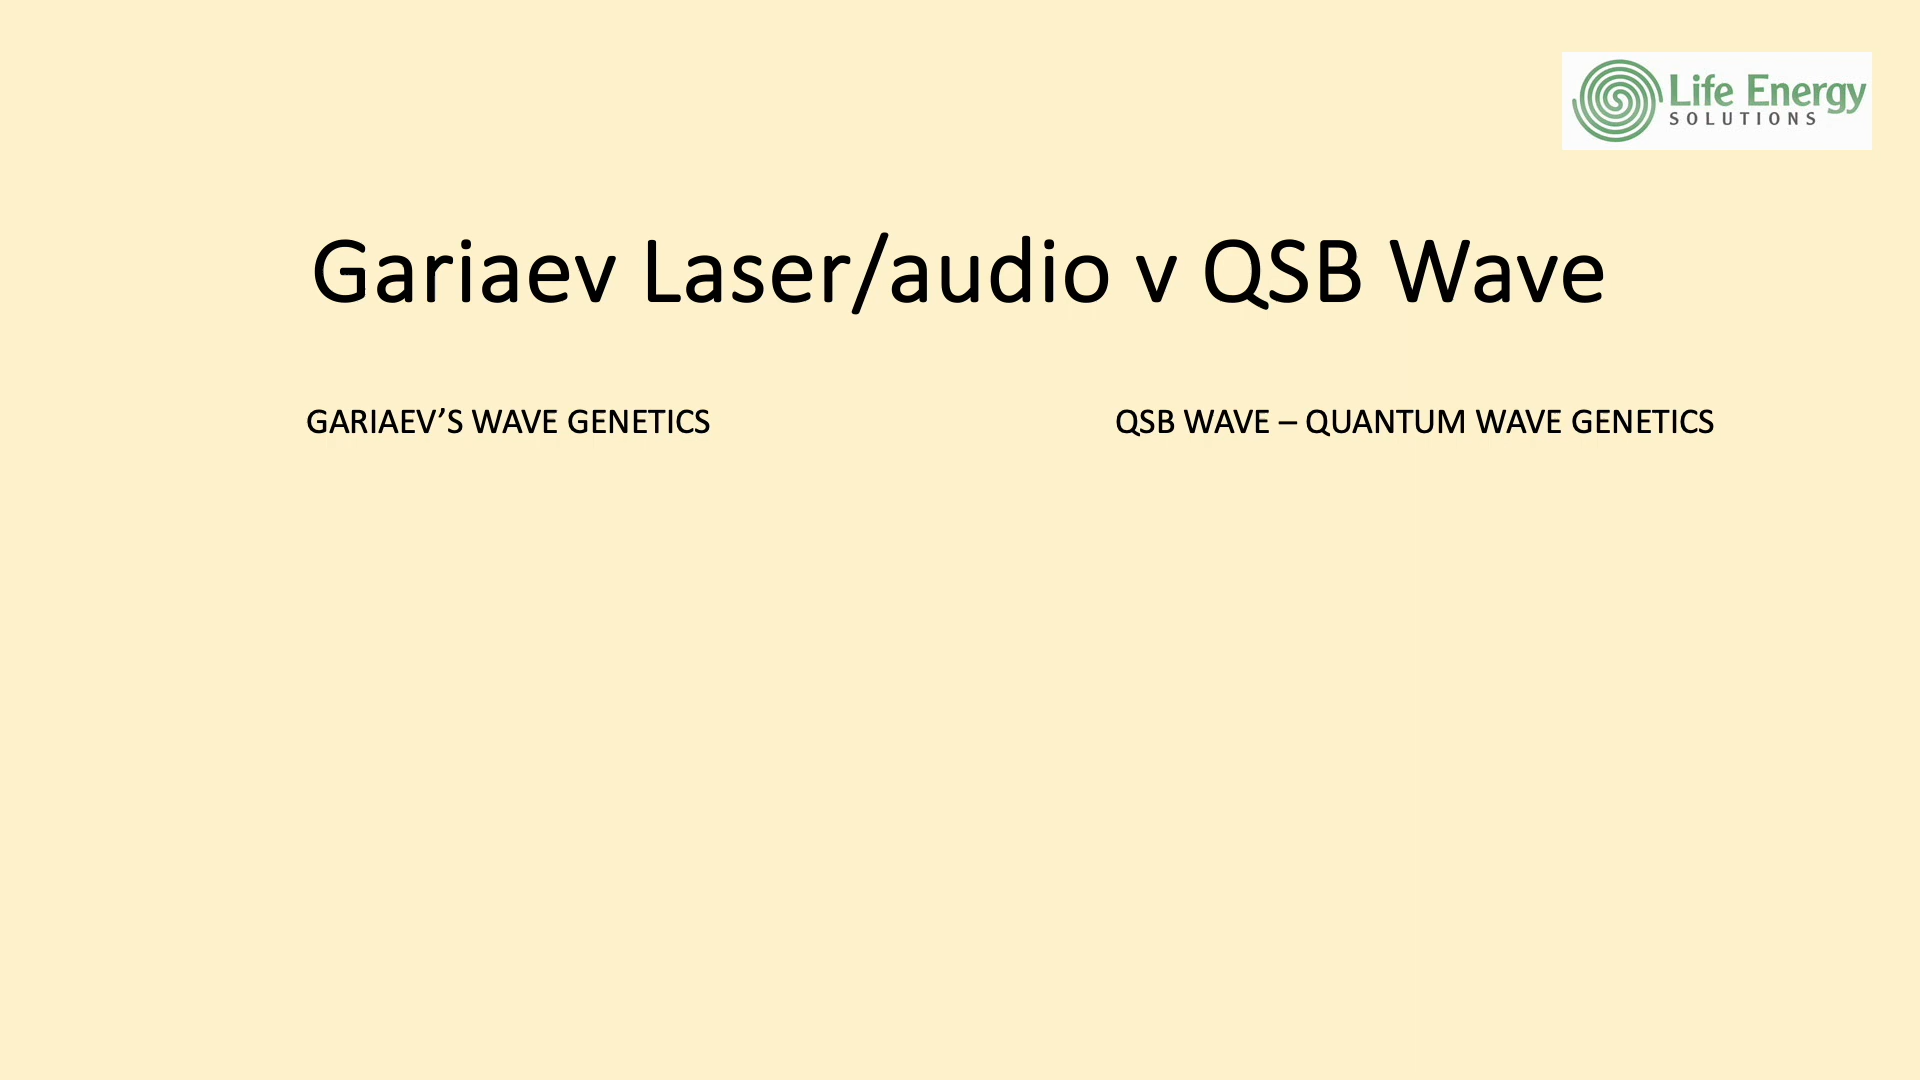 Life Energy
SOLUTIONS
Gariaev Laser/audio v QSB Wave
GARIAEV’S WAVE GENETICS
QSB WAVE – QUANTUM WAVE GENETICS